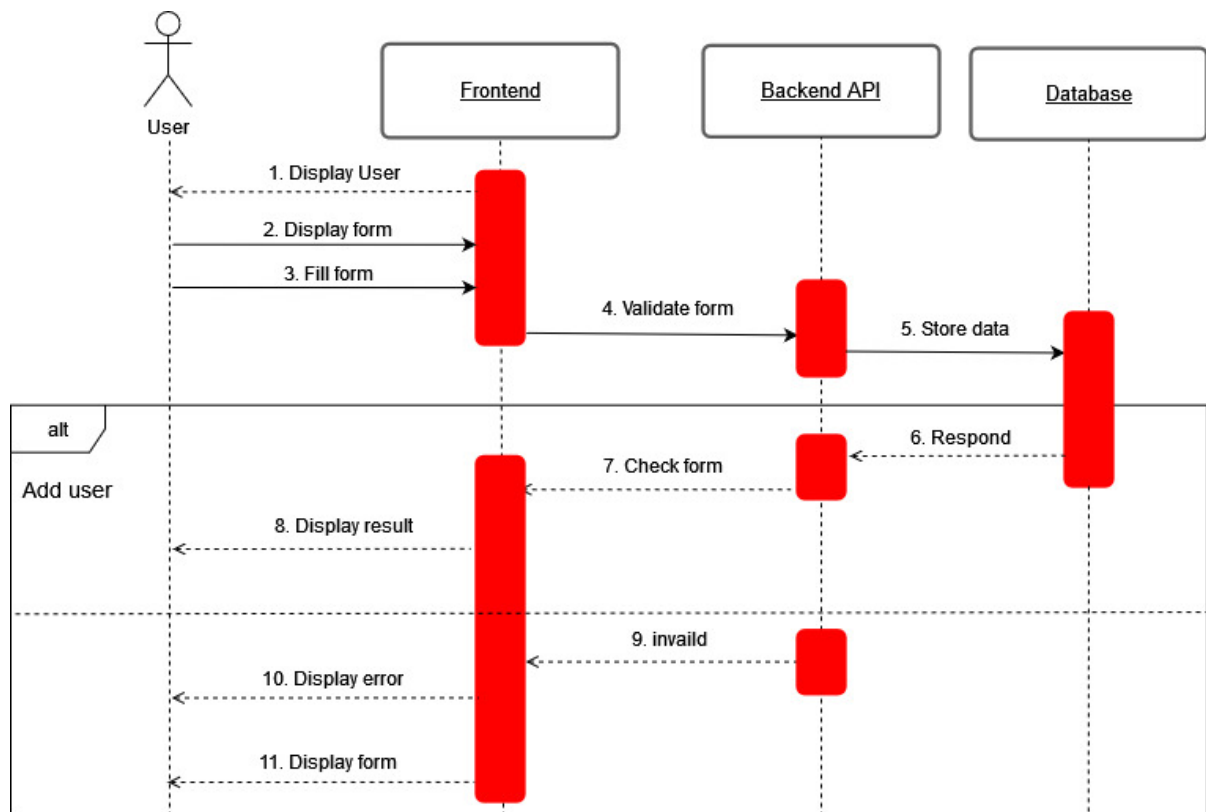 User
Frontend
Backend API
Database
1. Display User
2. Display form
3. Fill form
4. Validate form
5. Store data
alt
Add user
6. Respond
7. Check form
8. Display result
9. invaild
10. Display error
11. Display form